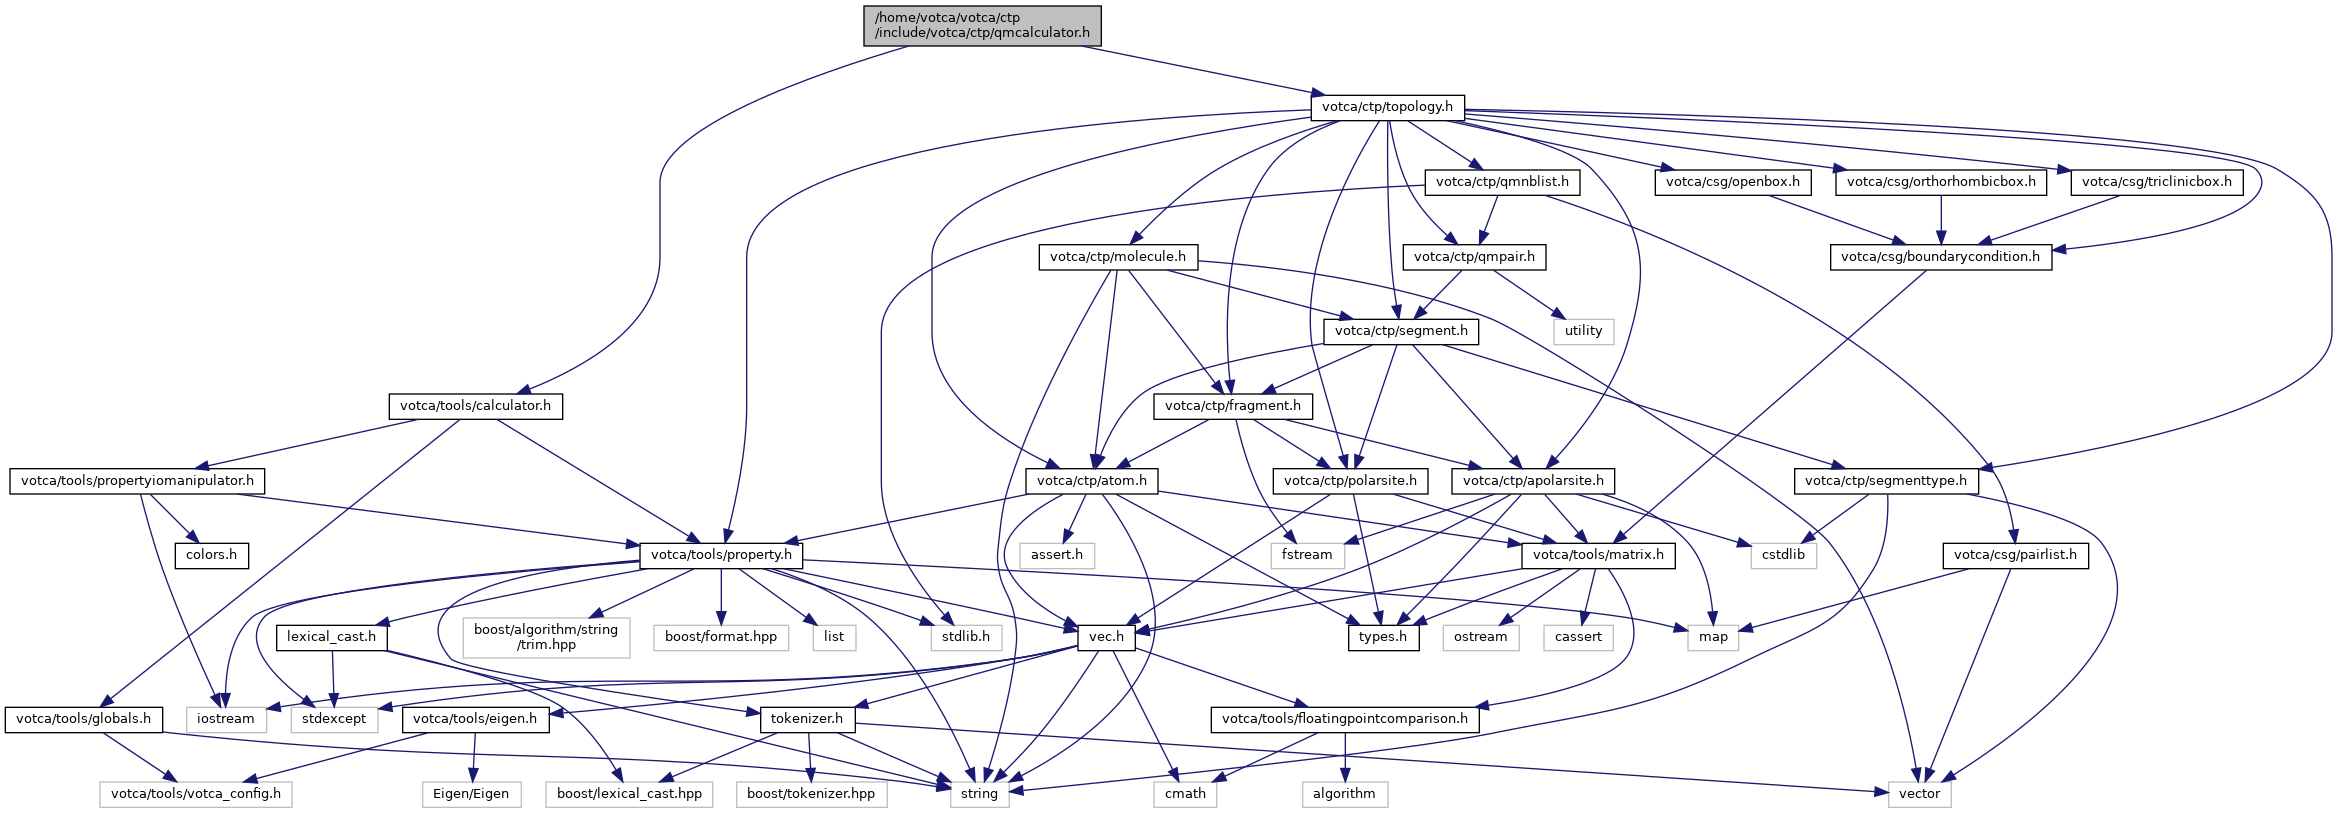 /home/votca/votca/ctp
/include/votca/ctp/qmcalculator.h
votca/ctp/topology.h
votca/ctp/qmnblist.h
votca/csg/openbox.h
votca/csg/orthorhombicbox.h
votca/csg/triclinicbox.h
votca/ctp/molecule.h
votca/ctp/qmpair.h
votca/csg/boundarycondition.h
votca/ctp/segment.h
utility
votca/tools/calculator.h
votca/ctp/fragment.h
votca/tools/propertyiomanipulator.h
votca/ctp/atom.h
votca/ctp/polarsite.h
votca/ctp/apolarsite.h
votca/ctp/segmenttype.h
colors.h
votca/tools/property.h
assert.h
fstream
votca/tools/matrix.h
cstdlib
votca/csg/pairlist.h
lexical_cast.h
boost/algorithm/string
/trim.hpp
boost/format.hpp
list
stdlib.h
vec.h
types.h
ostream
cassert
map
votca/tools/globals.h
iostream
stdexcept
votca/tools/eigen.h
tokenizer.h
votca/tools/floatingpointcomparison.h
votca/tools/votca_config.h
Eigen/Eigen
boost/lexical_cast.hpp
boost/tokenizer.hpp
string
cmath
algorithm
vector